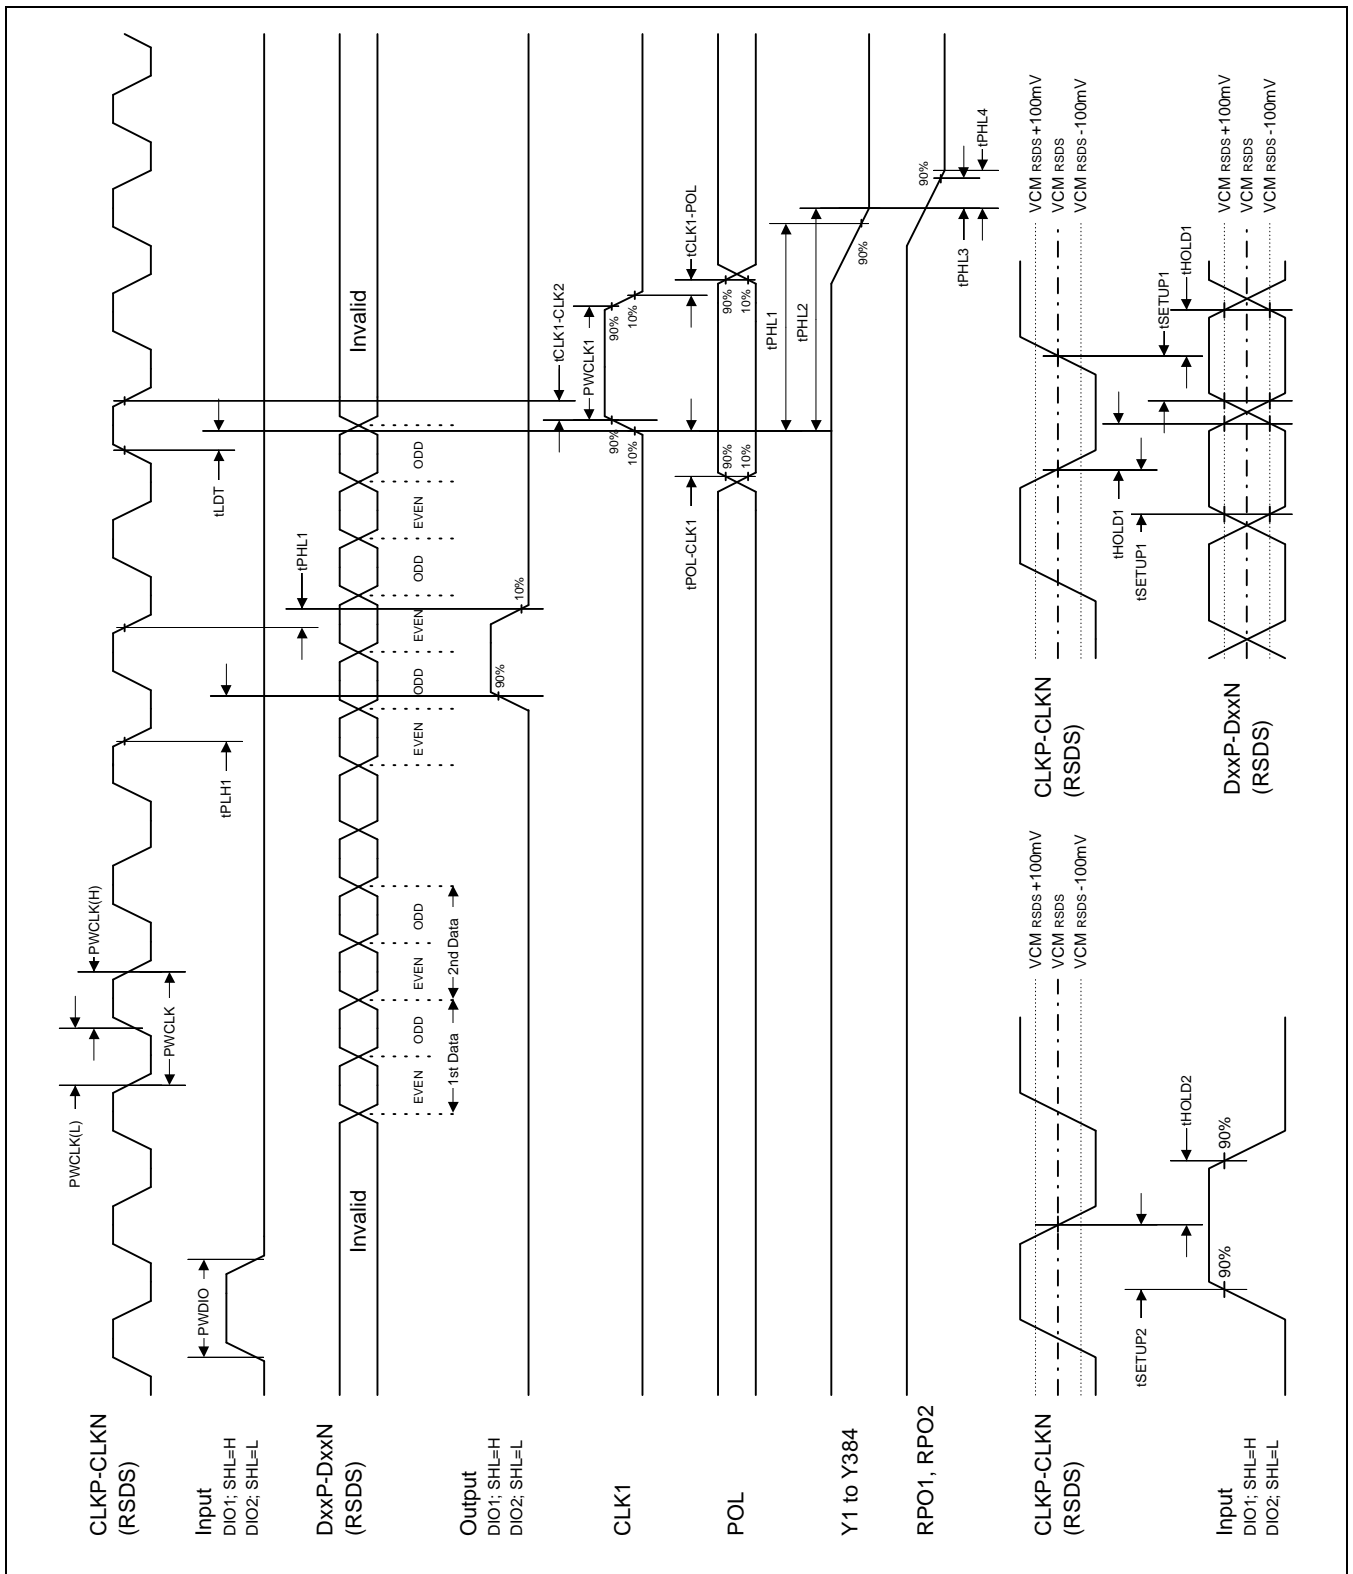 CLKP-CLKN
(RSDS)
PWCLK(L)
PWCLK(H)
PWCLK
tPLH1
tPHL1
tLDT
Input
DIO1; SHL=H
DIO2; SHL=L
PWDIO
DxxP-DxxN
(RSDS)
Invalid
EVEN
ODD
EVEN
ODD
EVEN
ODD
EVEN
ODD
EVEN
ODD
Invalid
1st Data
2nd Data
Output
DIO1; SHL=H
DIO2; SHL=L
90%
10%
CLK1
90%
10%
PWCLK1
90%
10%
tCLK1-CLK2
POL
tPOL-CLK1
90%
10%
90%
10%
tCLK1-POL
Y1 to Y384
tPHL1
tPHL2
90%
RPO1, RPO2
90%
tPHL3
tPHL4
CLKP-CLKN
(RSDS)
VCM RSDS +100mV
VCM RSDS
VCM RSDS -100mV
tSETUP2
tHOLD2
Input
DIO1; SHL=H
DIO2; SHL=L
90%
90%
CLKP-CLKN
(RSDS)
VCM RSDS +100mV
VCM RSDS
VCM RSDS -100mV
tHOLD1
tSETUP1
tSETUP1
tHOLD1
DxxP-DxxN
(RSDS)
VCM RSDS +100mV
VCM RSDS
VCM RSDS -100mV